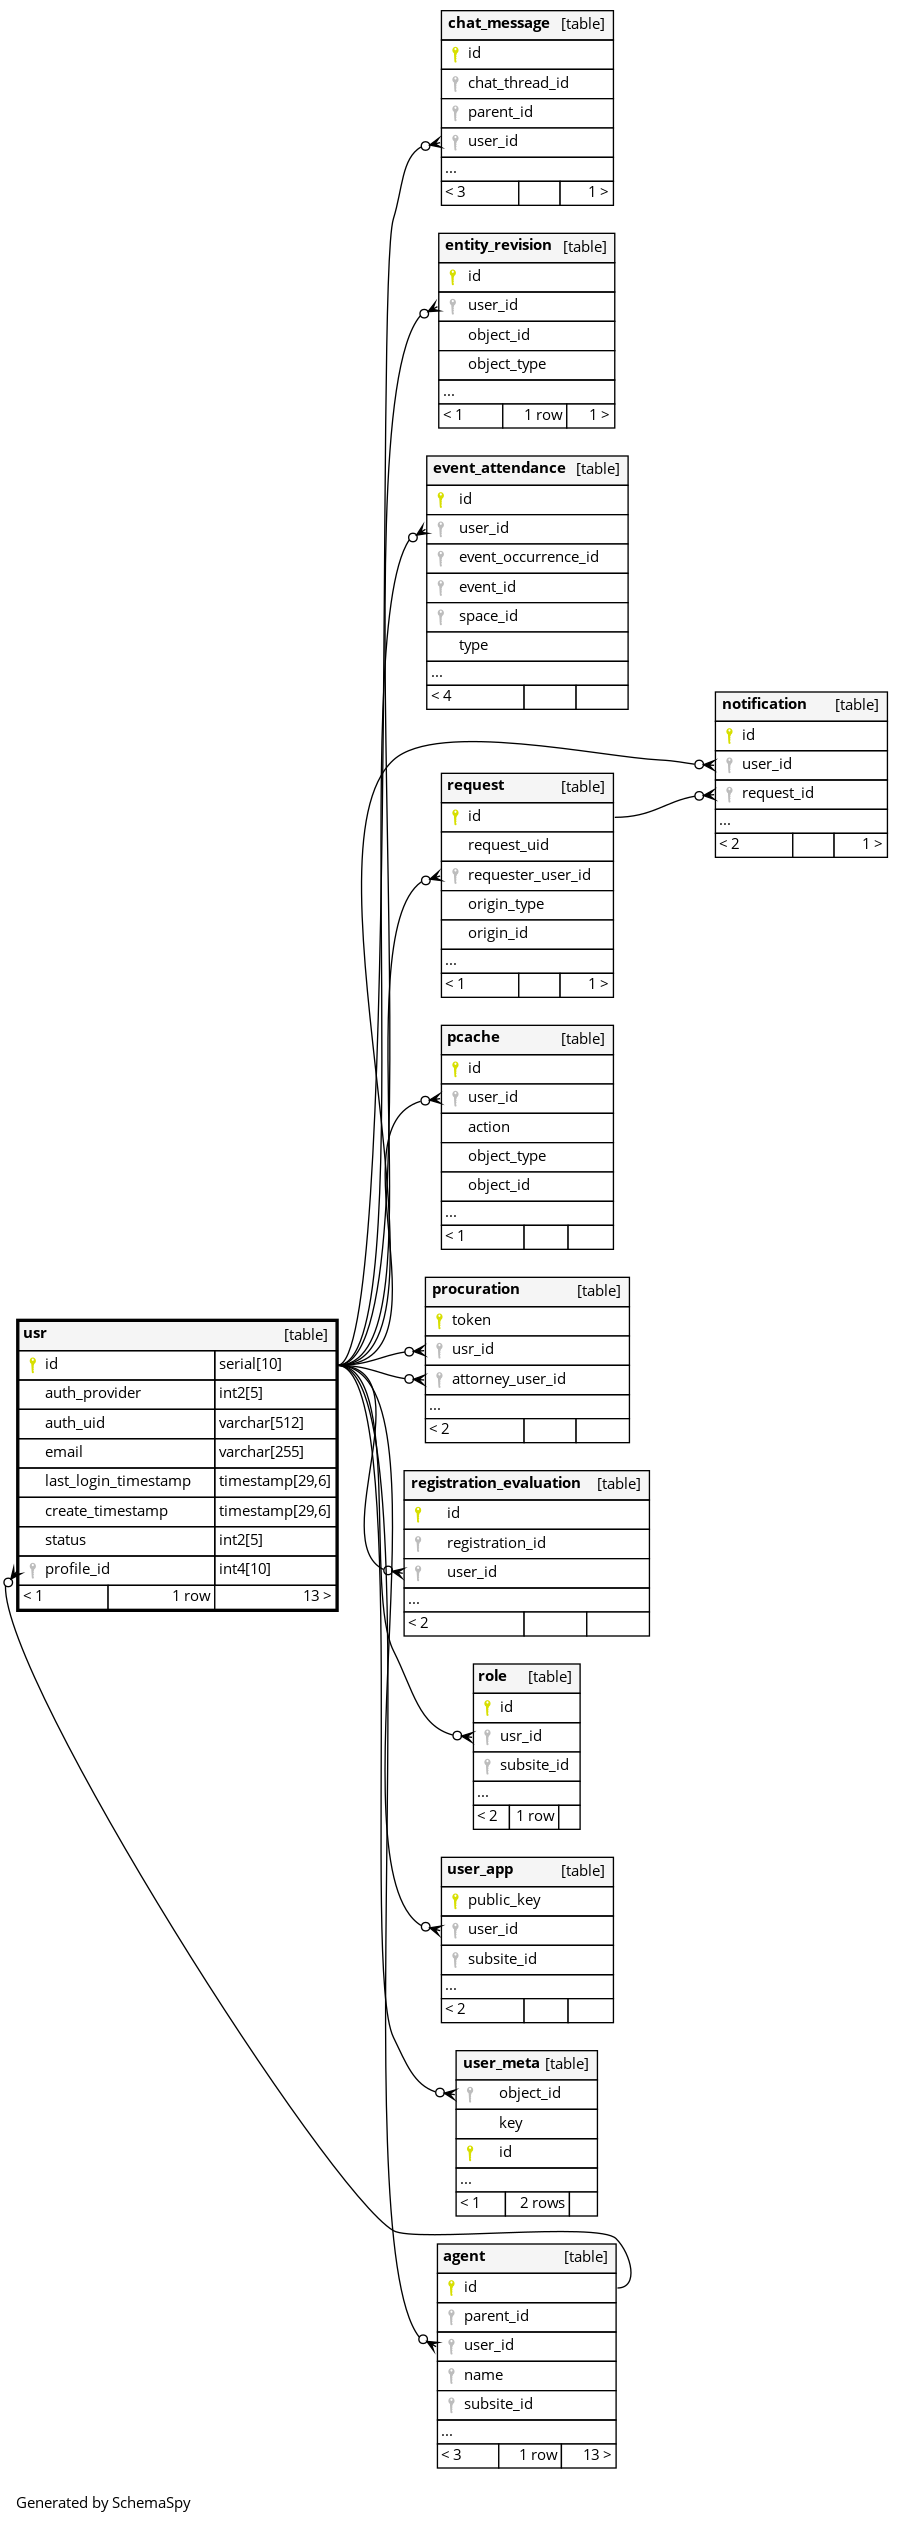 chat_message [table]
id
chat_thread_id
parent_id
user_id
...
< 3 1 >
entity_revision [table]
id
user_id
object_id
object_type
...
< 1 1 row 1 >
event_attendance [table]
id
user_id
event_occurrence_id
event_id
space_id
type
...
< 4
notification [table]
id
user_id
request_id
...
< 2 1 >
request [table]
id
request_uid
requester_user_id
origin_type
origin_id
...
< 1 1 >
pcache [table]
id
user_id
action
object_type
object_id
...
< 1
procuration [table]
token
usr_id
attorney_user_id
...
< 2
usr [table]
id serial[10]
auth_provider int2[5]
auth_uid varchar[512]
email varchar[255]
last_login_timestamp timestamp[29,6]
create_timestamp timestamp[29,6]
status int2[5]
profile_id int4[10]
< 1 1 row 13 >
registration_evaluation [table]
id
registration_id
user_id
...
< 2
role [table]
id
usr_id
subsite_id
...
< 2 1 row
user_app [table]
public_key
user_id
subsite_id
...
< 2
user_meta [table]
object_id
key
id
...
< 1 2 rows
agent [table]
id
parent_id
user_id
name
subsite_id
...
< 3 1 row 13 >
Generated by SchemaSpy